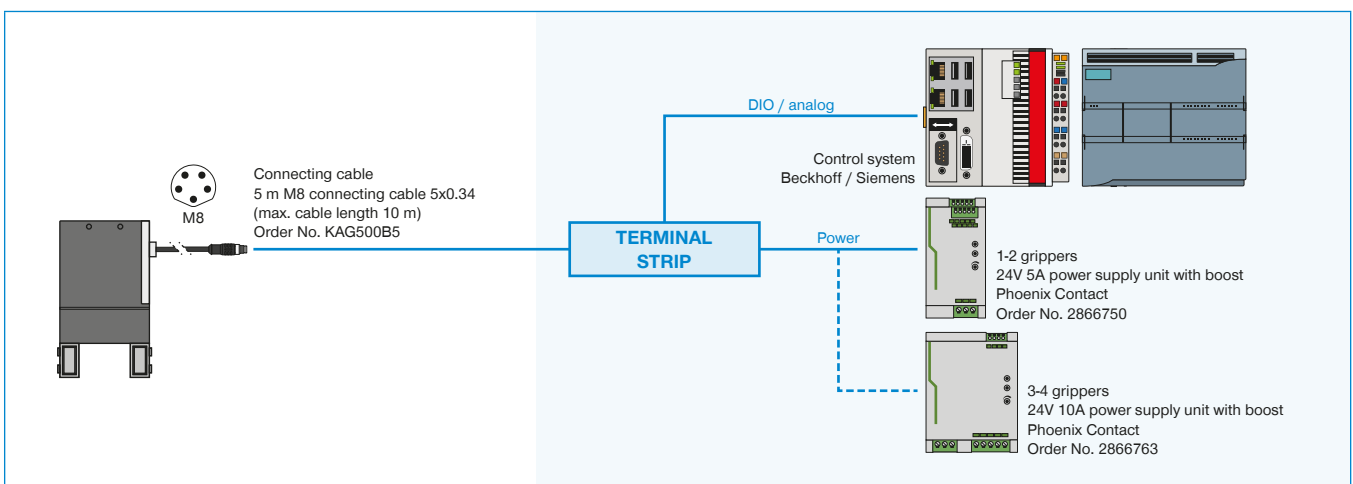 DIO / analog
Control system
Beckhoff / Siemens
Connecting cable
5 m M8 connecting cable 5x0.34
(max. cable length 10 m)
Order No. KAG500B5
M8
TERMINAL
STRIP
Power
1-2 grippers
24V 5A power supply unit with boost
Phoenix Contact
Order No. 2866750
3-4 grippers
24V 10A power supply unit with boost
Phoenix Contact
Order No. 2866763